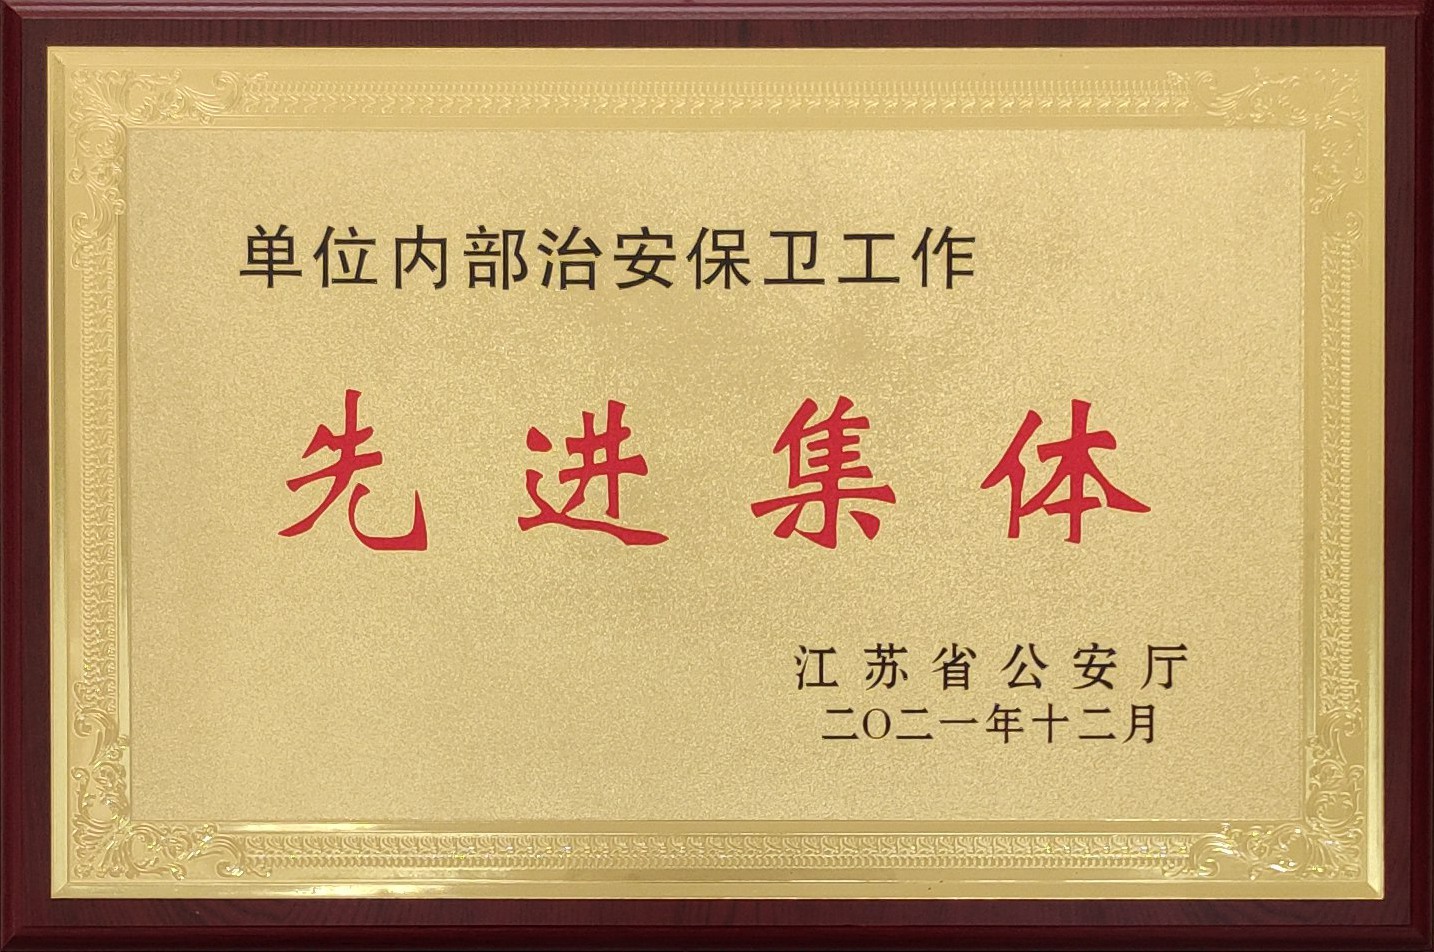 单位内部治安保卫工作
先进集体
江苏省公安厅
二〇二一年十二月